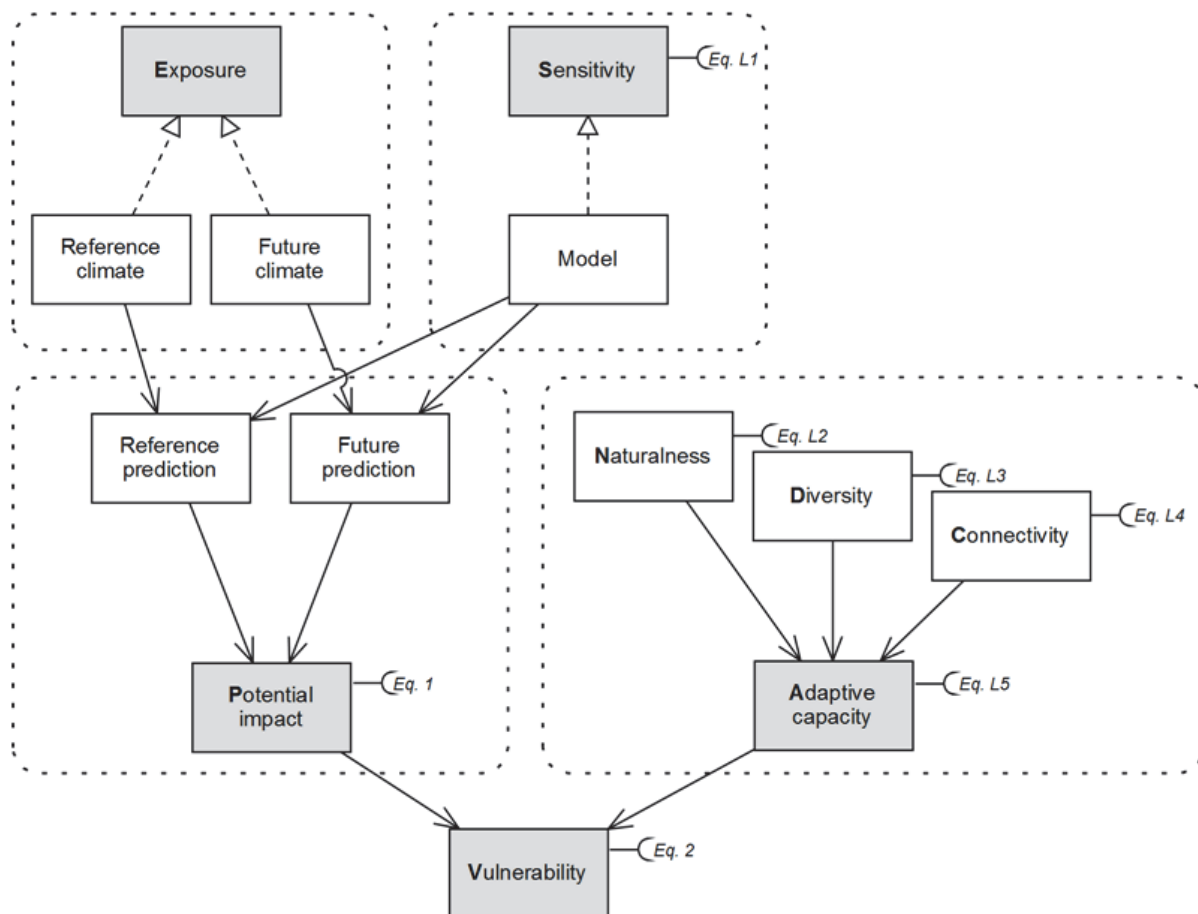 Exposure
Sensitivity
Eq. L1
Reference
climate
Future
climate
Model
Reference
prediction
Future
prediction
Naturalness
Eq. L2
Diversity
Eq. L3
Connectivity
Eq. L4
Potential
impact
Eq. 1
Adaptive
capacity
Eq. L5
Vulnerability
Eq. 2